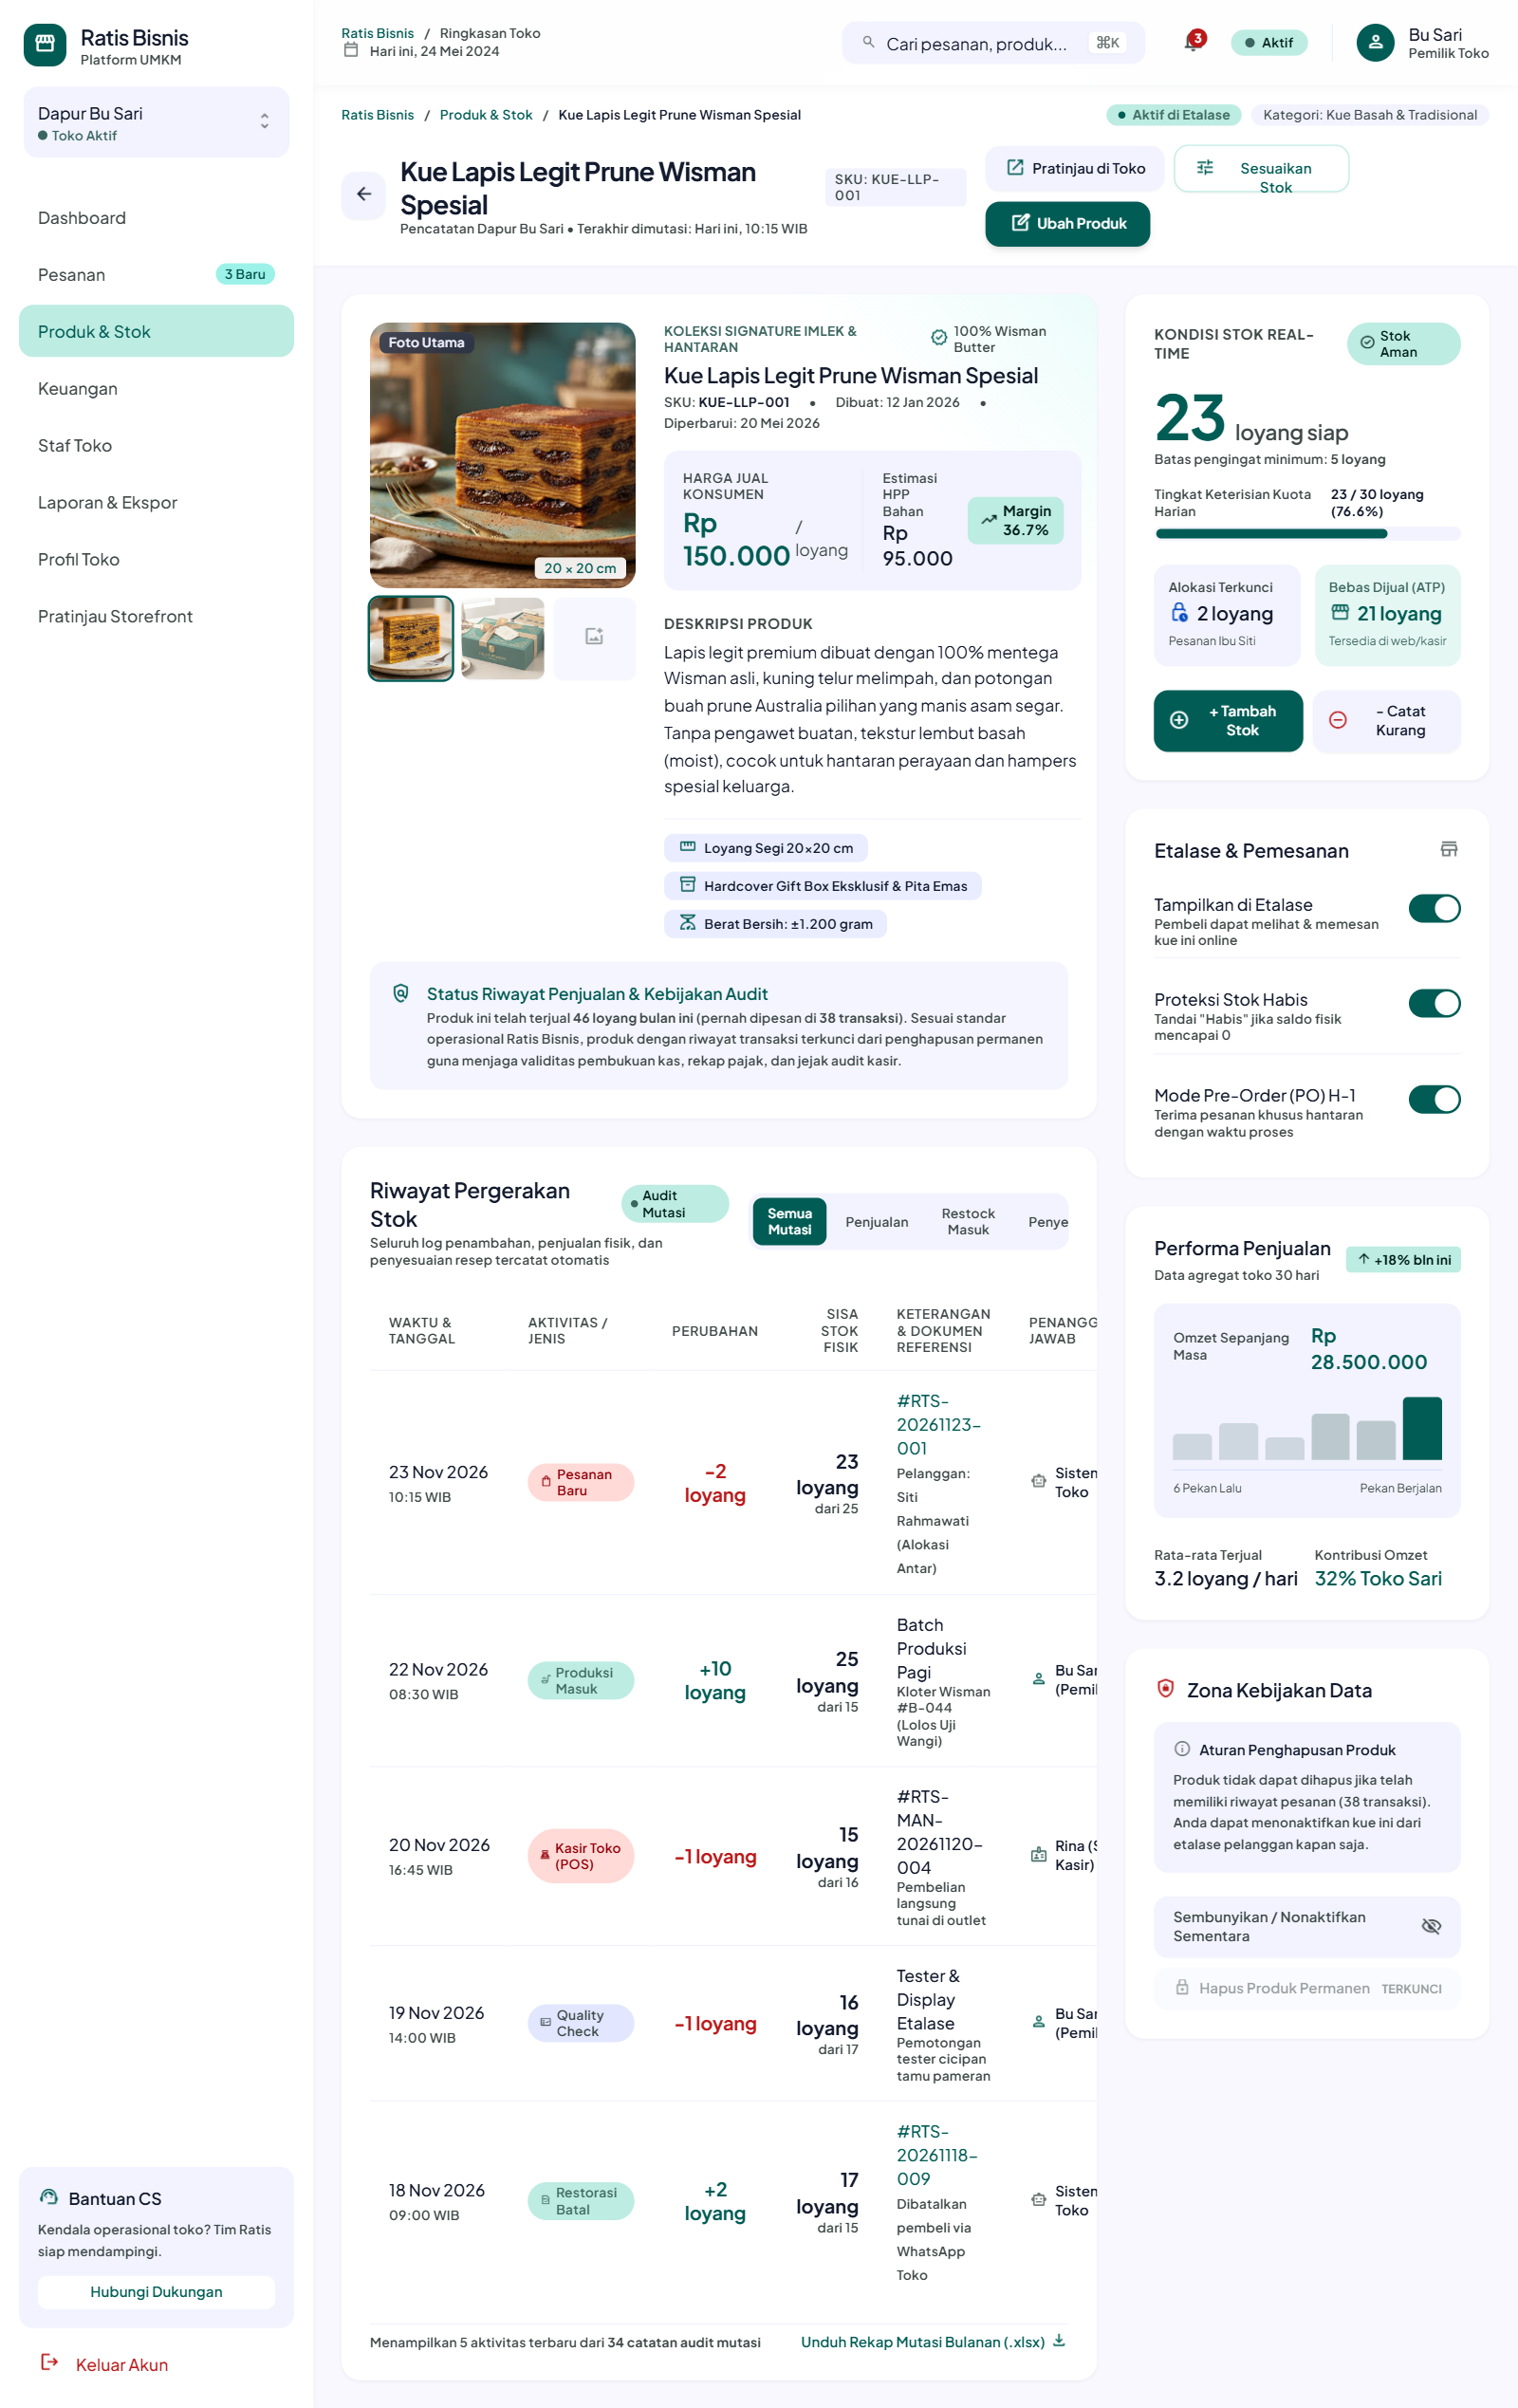 Ratis Bisnis
Platform UMKM
Dapur Bu Sari
Toko Aktif
Dashboard
Pesanan
3 Baru
Produk & Stok
Keuangan
Staf Toko
Laporan & Ekspor
Profil Toko
Pratinjau Storefront
Bantuan CS
Kendala operasional toko? Tim Ratis
siap mendampingi.
Hubungi Dukungan
Keluar Akun
Ratis Bisnis / Ringkasan Toko
Hari ini, 24 Mei 2024
Cari pesanan, produk...
⌘K
3
Aktif
Bu Sari
Pemilik Toko
Ratis Bisnis / Produk & Stok / Kue Lapis Legit Prune Wisman Spesial
Aktif di Etalase
Kategori: Kue Basah & Tradisional
Kue Lapis Legit Prune Wisman
Spesial
SKU: KUE-LLP-
001
Pencatatan Dapur Bu Sari • Terakhir dimutasi: Hari ini, 10:15 WIB
Pratinjau di Toko
Sesuaikan
Stok
Ubah Produk
Foto Utama
20 × 20 cm
KOLEKSI SIGNATURE IMLEK &
HANTARAN
100% Wisman
Butter
Kue Lapis Legit Prune Wisman Spesial
SKU: KUE-LLP-001 • Dibuat: 12 Jan 2026 •
Diperbarui: 20 Mei 2026
HARGA JUAL
KONSUMEN
Rp
150.000
/
loyang
Estimasi
HPP
Bahan
Rp
95.000
Margin
36.7%
DESKRIPSI PRODUK
Lapis legit premium dibuat dengan 100% mentega
Wisman asli, kuning telur melimpah, dan potongan
buah prune Australia pilihan yang manis asam segar.
Tanpa pengawet buatan, tekstur lembut basah
(moist), cocok untuk hantaran perayaan dan hampers
spesial keluarga.
Loyang Segi 20×20 cm
Hardcover Gift Box Eksklusif & Pita Emas
Berat Bersih: ±1.200 gram
Status Riwayat Penjualan & Kebijakan Audit
Produk ini telah terjual 46 loyang bulan ini (pernah dipesan di 38 transaksi). Sesuai standar
operasional Ratis Bisnis, produk dengan riwayat transaksi terkunci dari penghapusan permanen
guna menjaga validitas pembukuan kas, rekap pajak, dan jejak audit kasir.
Riwayat Pergerakan
Stok
Audit
Mutasi
Seluruh log penambahan, penjualan fisik, dan
penyesuaian resep tercatat otomatis
Semua
Mutasi
Penjualan
Restock
Masuk
Penye
WAKTU &
TANGGAL
AKTIVITAS /
JENIS
PERUBAHAN
SISA
STOK
FISIK
KETERANGAN
& DOKUMEN
REFERENSI
PENANGG
JAWAB
23 Nov 2026
10:15 WIB
Pesanan
Baru
-2
loyang
23
loyang
dari 25
#RTS-
20261123-
001
Pelanggan:
Siti
Rahmawati
(Alokasi
Antar)
Sisten
Toko
22 Nov 2026
08:30 WIB
Produksi
Masuk
+10
loyang
25
loyang
dari 15
Batch
Produksi
Pagi
Kloter Wisman
#B-044
(Lolos Uji
Wangi)
Bu Sar
(Pemil
20 Nov 2026
16:45 WIB
Kasir Toko
(POS)
-1 loyang
15
loyang
dari 16
#RTS-
MAN-
20261120-
004
Pembelian
langsung
tunai di outlet
Rina (S
Kasir)
19 Nov 2026
14:00 WIB
Quality
Check
-1 loyang
16
loyang
dari 17
Tester &
Display
Etalase
Pemotongan
tester cicipan
tamu pameran
Bu Sar
(Pemil
18 Nov 2026
09:00 WIB
Restorasi
Batal
+2
loyang
17
loyang
dari 15
#RTS-
20261118-
009
Dibatalkan
pembeli via
WhatsApp
Toko
Sisten
Toko
Menampilkan 5 aktivitas terbaru dari 34 catatan audit mutasi
Unduh Rekap Mutasi Bulanan (.xlsx)
KONDISI STOK REAL-
TIME
Stok
Aman
23 loyang siap
Batas pengingat minimum: 5 loyang
Tingkat Keterisian Kuota
Harian
23 / 30 loyang
(76.6%)
Alokasi Terkunci
2 loyang
Pesanan Ibu Siti
Bebas Dijual (ATP)
21 loyang
Tersedia di web/kasir
+ Tambah
Stok
- Catat
Kurang
Etalase & Pemesanan
Tampilkan di Etalase
Pembeli dapat melihat & memesan
kue ini online
Proteksi Stok Habis
Tandai "Habis" jika saldo fisik
mencapai 0
Mode Pre-Order (PO) H-1
Terima pesanan khusus hantaran
dengan waktu proses
Performa Penjualan
Data agregat toko 30 hari
+18% bln ini
Omzet Sepanjang
Masa
Rp
28.500.000
6 Pekan Lalu
Pekan Berjalan
Rata-rata Terjual
3.2 loyang / hari
Kontribusi Omzet
32% Toko Sari
Zona Kebijakan Data
Aturan Penghapusan Produk
Produk tidak dapat dihapus jika telah
memiliki riwayat pesanan (38 transaksi).
Anda dapat menonaktifkan kue ini dari
etalase pelanggan kapan saja.
Sembunyikan / Nonaktifkan
Sementara
Hapus Produk Permanen
TERKUNCI